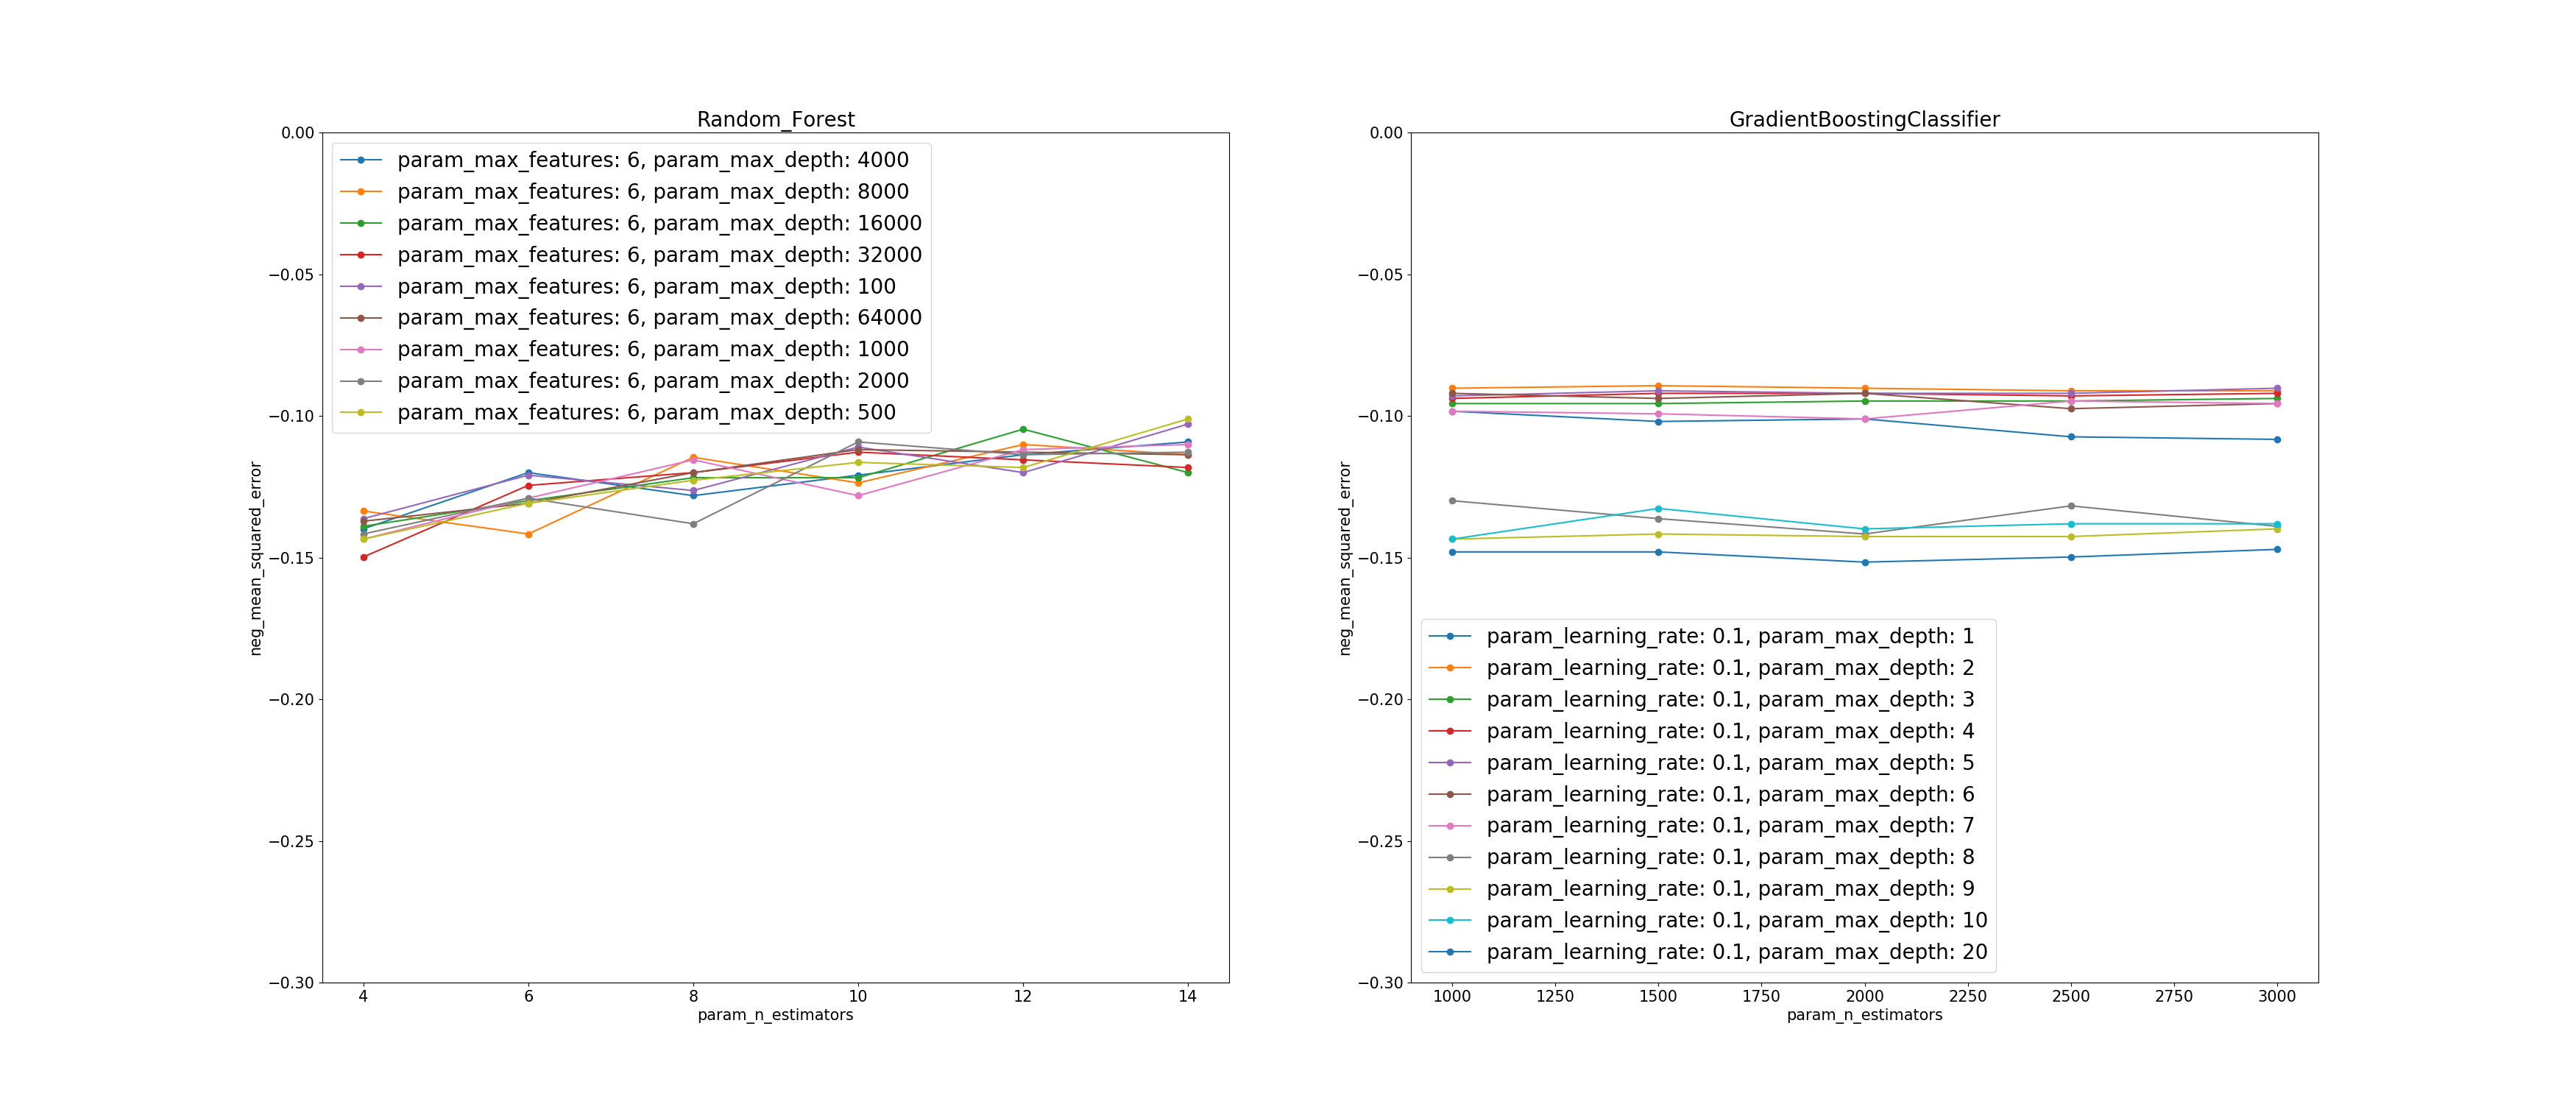 Random_Forest
0.00
−0.05
−0.10
−0.15
−0.20
−0.25
−0.30
neg_mean_squared_error
param_max_features: 6, param_max_depth: 4000
param_max_features: 6, param_max_depth: 8000
param_max_features: 6, param_max_depth: 16000
param_max_features: 6, param_max_depth: 32000
param_max_features: 6, param_max_depth: 100
param_max_features: 6, param_max_depth: 64000
param_max_features: 6, param_max_depth: 1000
param_max_features: 6, param_max_depth: 2000
param_max_features: 6, param_max_depth: 500
4 6 8 10 12 14
param_n_estimators
GradientBoostingClassifier
0.00
−0.05
−0.10
−0.15
−0.20
−0.25
−0.30
neg_mean_squared_error
param_learning_rate: 0.1, param_max_depth: 1
param_learning_rate: 0.1, param_max_depth: 2
param_learning_rate: 0.1, param_max_depth: 3
param_learning_rate: 0.1, param_max_depth: 4
param_learning_rate: 0.1, param_max_depth: 5
param_learning_rate: 0.1, param_max_depth: 6
param_learning_rate: 0.1, param_max_depth: 7
param_learning_rate: 0.1, param_max_depth: 8
param_learning_rate: 0.1, param_max_depth: 9
param_learning_rate: 0.1, param_max_depth: 10
param_learning_rate: 0.1, param_max_depth: 20
1000 1250 1500 1750 2000 2250 2500 2750 3000
param_n_estimators